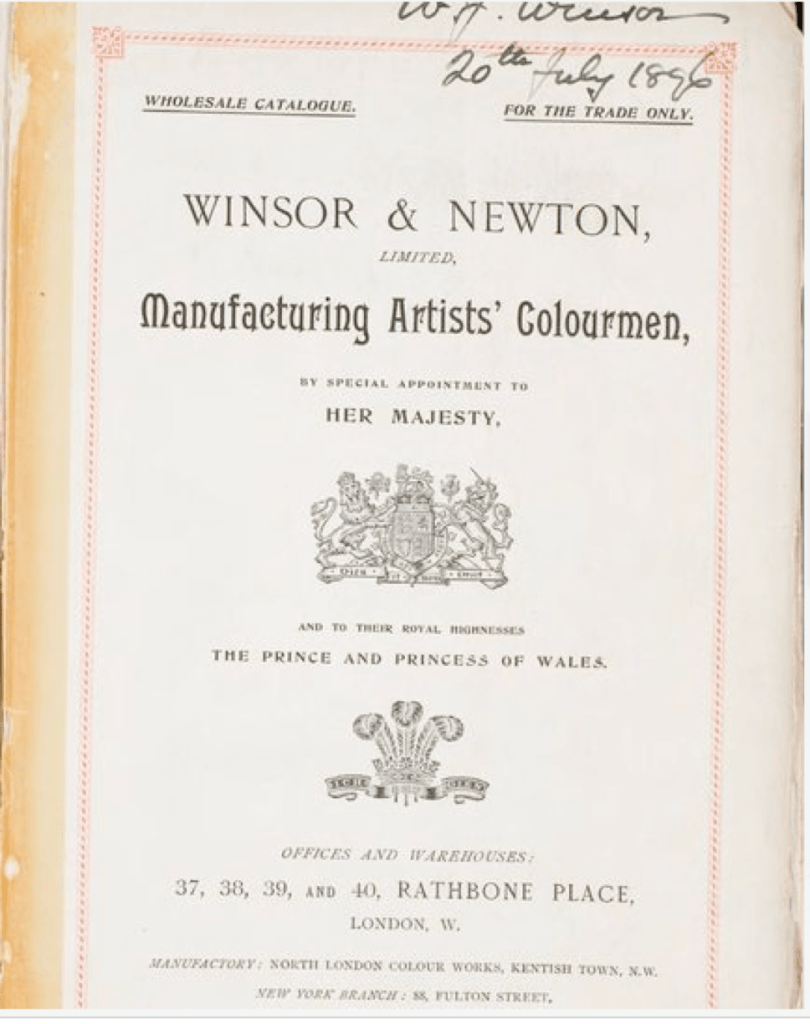 W. J. Winsor
20th July 1896
WHOLESALE CATALOGUE. FOR THE TRADE ONLY.
WINSOR & NEWTON,
LIMITED,
Manufacturing Artists' Colourmen,
BY SPECIAL APPOINTMENT TO
HER MAJESTY,
AND TO THEIR ROYAL HIGHNESSES
THE PRINCE AND PRINCESS OF WALES.
OFFICES AND WAREHOUSES:
37, 38, 39, AND 40, RATHBONE PLACE,
LONDON, W.
MANUFACTORY: NORTH LONDON COLOUR WORKS, KENTISH TOWN, N.W.
NEW YORK BRANCH: 88, FULTON STREET.